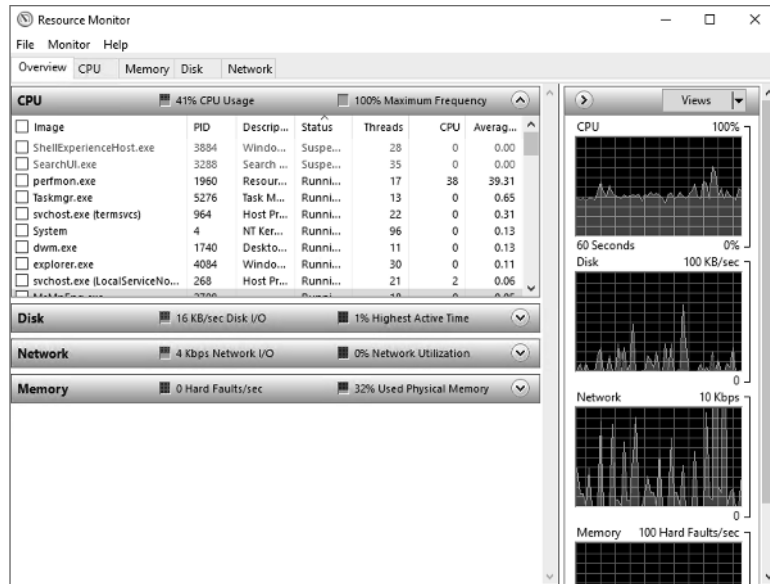 Resource Monitor
File Monitor Help
Overview CPU Memory Disk Network
CPU 41% CPU Usage 100% Maximum Frequency
Image PID Descrip... Status Threads CPU Averag...
ShellExperienceHost.exe 3884 Windo... Suspe... 28 0 0.00
SearchUI.exe 3288 Search ... Suspe... 35 0 0.00
perfmon.exe 1960 Resour... Runni... 17 38 39.31
Taskmgr.exe 5276 Task M... Runni... 13 0 0.65
svchost.exe (termsvcs) 964 Host Pr... Runni... 22 0 0.31
System 4 NT Ker... Runni... 96 0 0.13
dwm.exe 1740 Deskto... Runni... 11 0 0.13
explorer.exe 4084 Windo... Runni... 30 0 0.11
svchost.exe (LocalServiceNo... 268 Host Pr... Runni... 21 2 0.06
Disk 16 KB/sec Disk I/O 1% Highest Active Time
Network 4 Kbps Network I/O 0% Network Utilization
Memory 0 Hard Faults/sec 32% Used Physical Memory
Views
CPU 100%
60 Seconds 0%
Disk 100 KB/sec
0
Network 10 Kbps
0
Memory 100 Hard Faults/sec